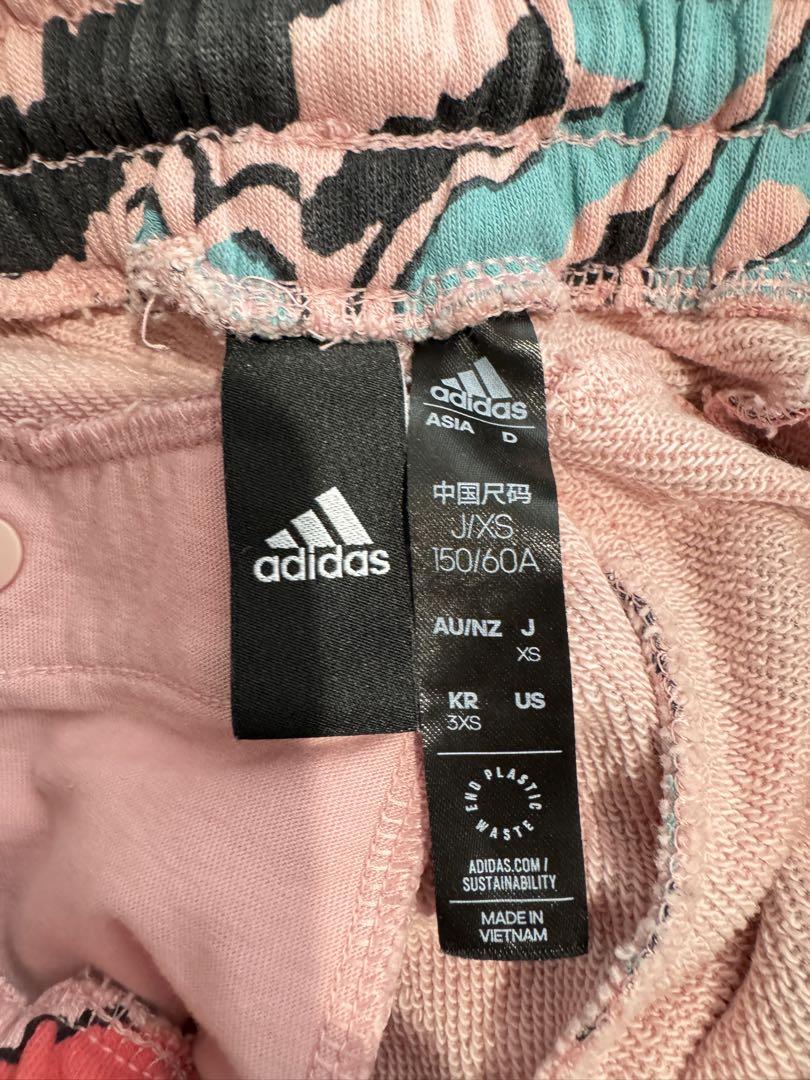 adidas
adidas
ASIA D
中国尺码
J/XS
150/60A
AU/NZ J
XS
KR US
3XS
END PLASTIC WASTE
ADIDAS.COM/
SUSTAINABILITY
MADE IN
VIETNAM